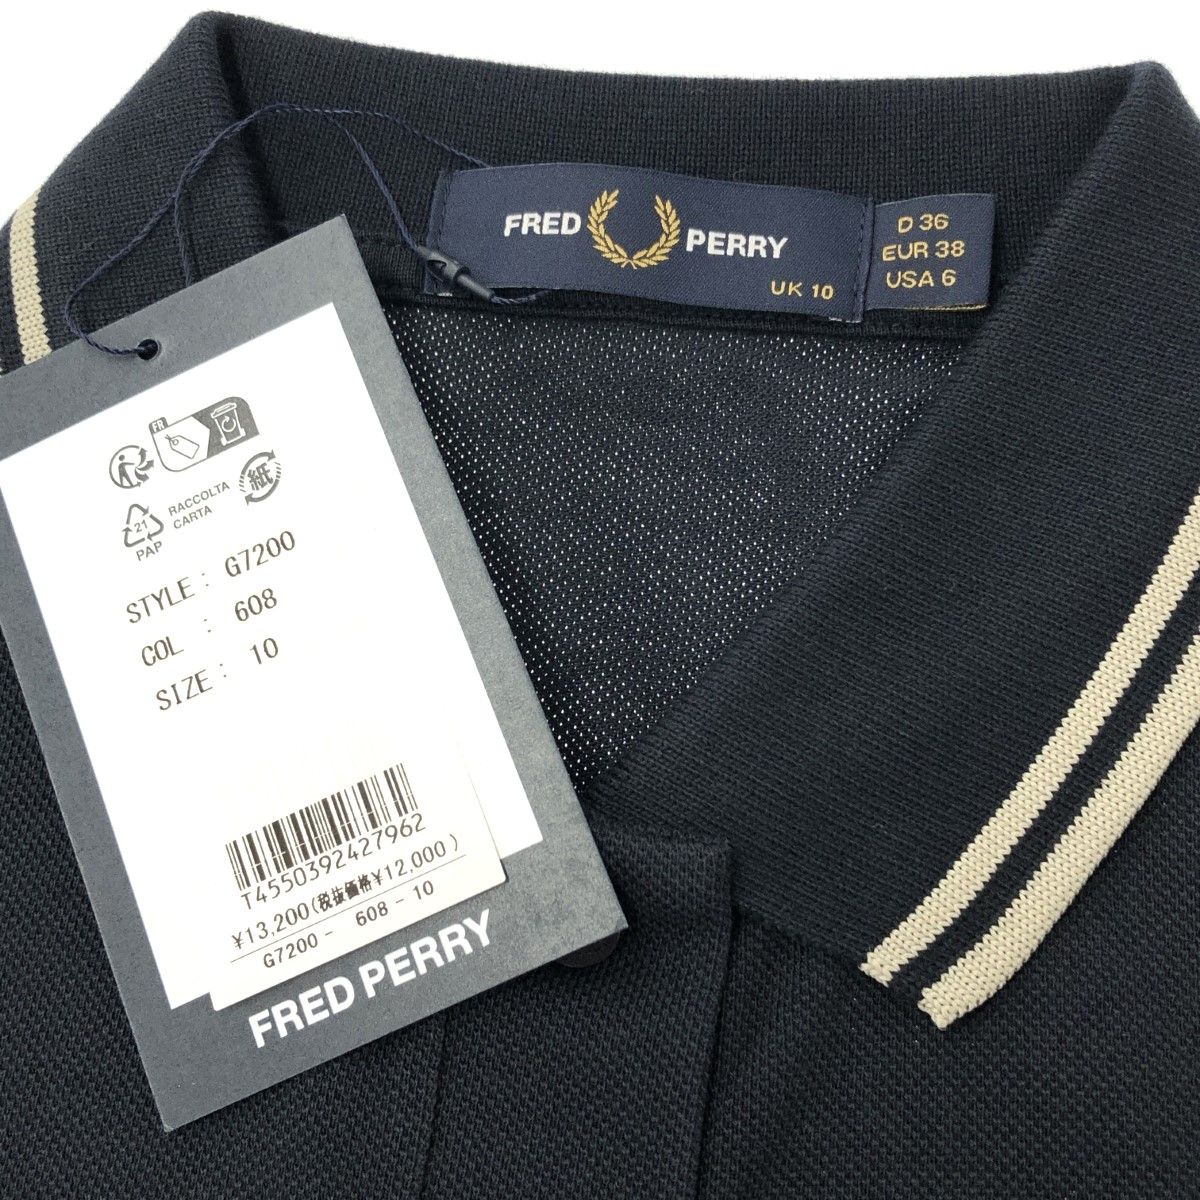 FRED PERRY
UK 10
D 36
EUR 38
USA 6
FR
紙
RACCOLTA
CARTA
21
PAP
STYLE : G7200
COL : 608
SIZE : 10
T4550392427962
¥13,200(税抜価格¥12,000)
G7200- 608-10
FRED PERRY